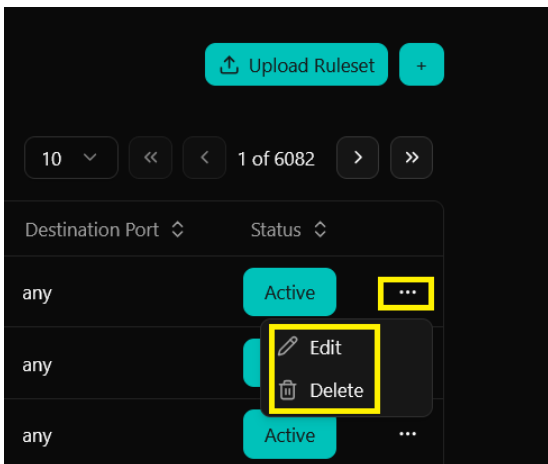 Upload Ruleset +
10 1 of 6082
Destination Port Status
any Active ...
Edit
any
Delete
any Active ...